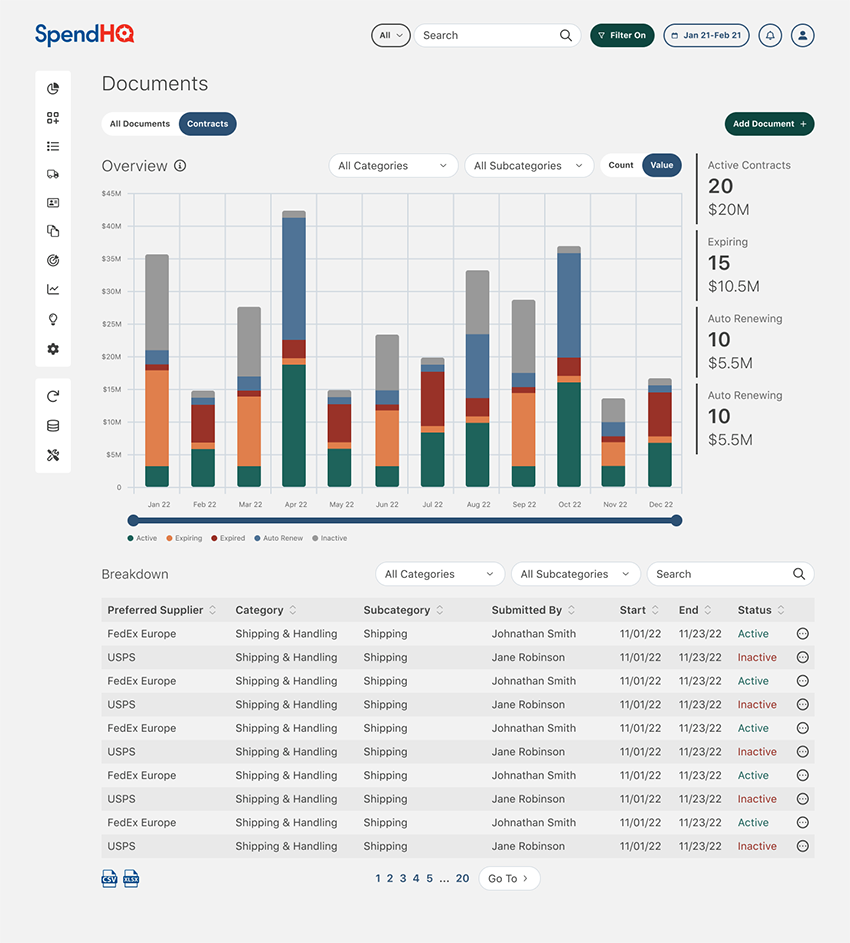 SpendHQ
All
Search
Filter On
Jan 21-Feb 21
Documents
All Documents
Contracts
Add Document +
Overview
All Categories
All Subcategories
Count
Value
$45M
$40M
$35M
$30M
$25M
$20M
$15M
$10M
$5M
0
Jan 22 Feb 22 Mar 22 Apr 22 May 22 Jun 22 Jul 22 Aug 22 Sep 22 Oct 22 Nov 22 Dec 22
Active Expiring Expired Auto Renew Inactive
Active Contracts
20
$20M
Expiring
15
$10.5M
Auto Renewing
10
$5.5M
Auto Renewing
10
$5.5M
Breakdown
All Categories
All Subcategories
Search
Preferred Supplier Category Subcategory Submitted By Start End Status
FedEx Europe Shipping & Handling Shipping Johnathan Smith 11/01/22 11/23/22 Active
USPS Shipping & Handling Shipping Jane Robinson 11/01/22 11/23/22 Inactive
FedEx Europe Shipping & Handling Shipping Johnathan Smith 11/01/22 11/23/22 Active
USPS Shipping & Handling Shipping Jane Robinson 11/01/22 11/23/22 Inactive
FedEx Europe Shipping & Handling Shipping Johnathan Smith 11/01/22 11/23/22 Active
USPS Shipping & Handling Shipping Jane Robinson 11/01/22 11/23/22 Inactive
FedEx Europe Shipping & Handling Shipping Johnathan Smith 11/01/22 11/23/22 Active
USPS Shipping & Handling Shipping Jane Robinson 11/01/22 11/23/22 Inactive
FedEx Europe Shipping & Handling Shipping Johnathan Smith 11/01/22 11/23/22 Active
USPS Shipping & Handling Shipping Jane Robinson 11/01/22 11/23/22 Inactive
CSV XLSX
1 2 3 4 5 ... 20
Go To